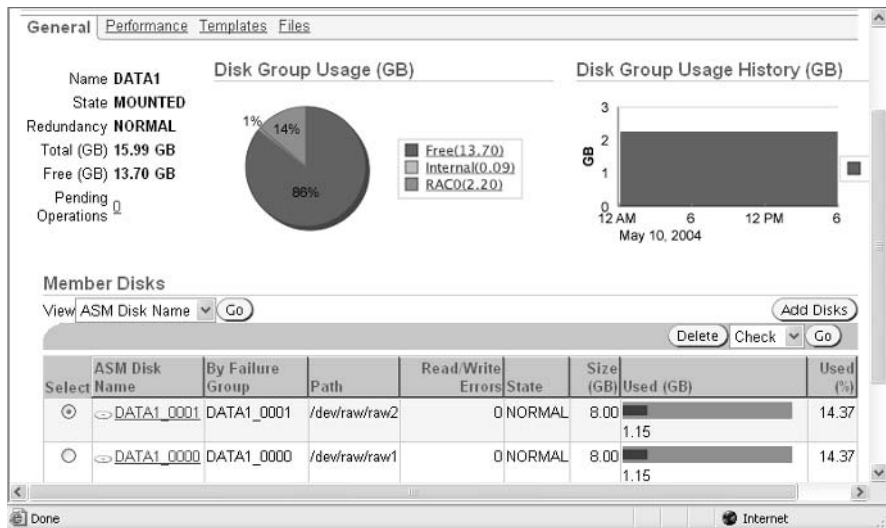 General Performance Templates Files
Name DATA1
State MOUNTED
Redundancy NORMAL
Total (GB) 15.99 GB
Free (GB) 13.70 GB
Pending
Operations 0
Disk Group Usage (GB)
1%
14%
86%
Free(13.70)
Internal(0.09)
RAC0(2.20)
Disk Group Usage History (GB)
GB
3
2
1
0
12 AM 6 12 PM 6
May 10, 2004
Member Disks
View ASM Disk Name Go
Add Disks
Delete Check Go
Select ASM Disk Name By Failure Group Path Read/Write Errors State Size (GB) Used (GB) Used (%)
DATA1_0001 DATA1_0001 /dev/raw/raw2 0 NORMAL 8.00 1.15 14.37
DATA1_0000 DATA1_0000 /dev/raw/raw1 0 NORMAL 8.00 1.15 14.37
Done Internet